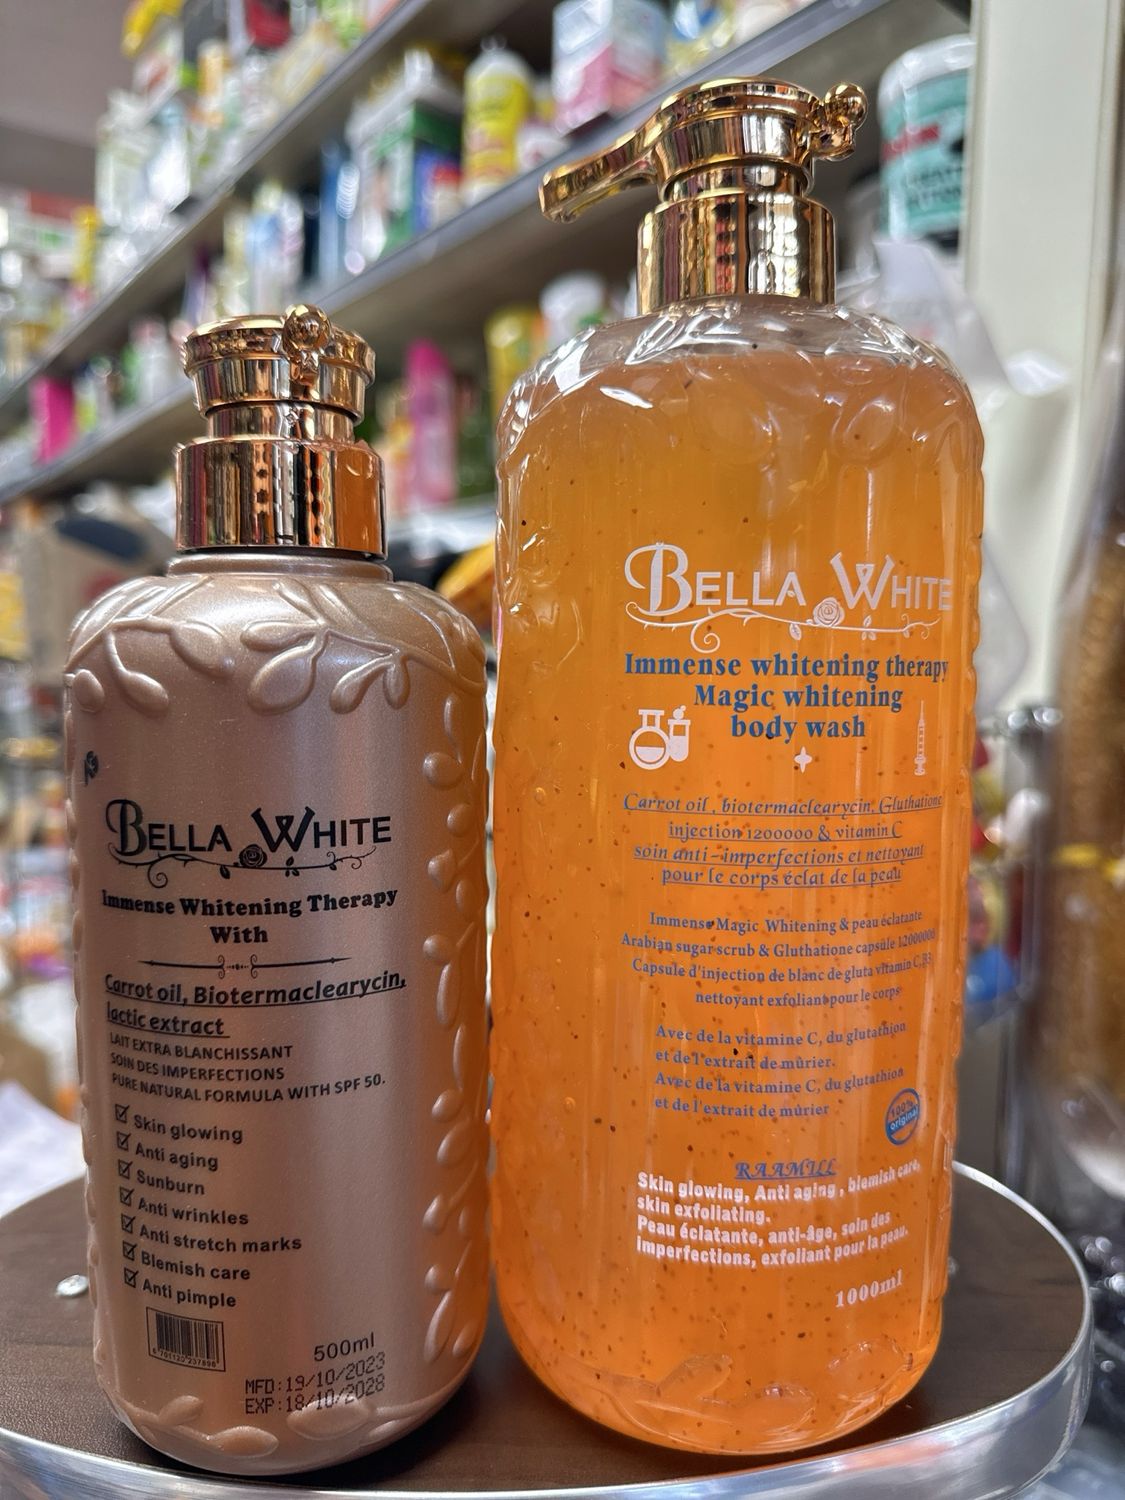 BELLA WHITE
Immense Whitening Therapy
With
Carrot oil, Biotermaclearycin,
lactic extract
LAIT EXTRA BLANCHISSANT
SOIN DES IMPERFECTIONS
PURE NATURAL FORMULA WITH SPF 50.
Skin glowing
Anti aging
Sunburn
Anti wrinkles
Anti stretch marks
Blemish care
Anti pimple
500ml
MFD:19/10/2023
EXP:18/10/2028
BELLA WHITE
Immense whitening therapy
Magic whitening
body wash
Carrot oil , biotermaclearycin, Gluthatione
injection 1200000 & vitamin C
soin anti-imperfections et nettoyant
pour le corps éclat de la peau
Immense Magic Whitening & peau éclatante
Arabian sugar scrub & Gluthatione capsule 12000000
Capsule d'injection de blanc de gluta vitamin C,B3
nettoyant exfoliant pour le corps
Avec de la vitamine C, du glutathion
et de l'extrait de mûrier.
Avec de la vitamine C, du glutathion
et de l'extrait de mûrier
100%
original
RAAMILL
Skin glowing, Anti aging , blemish care,
skin exfoliating.
Peau éclatante, anti-âge, soin des
imperfections, exfoliant pour la peau.
1000ml